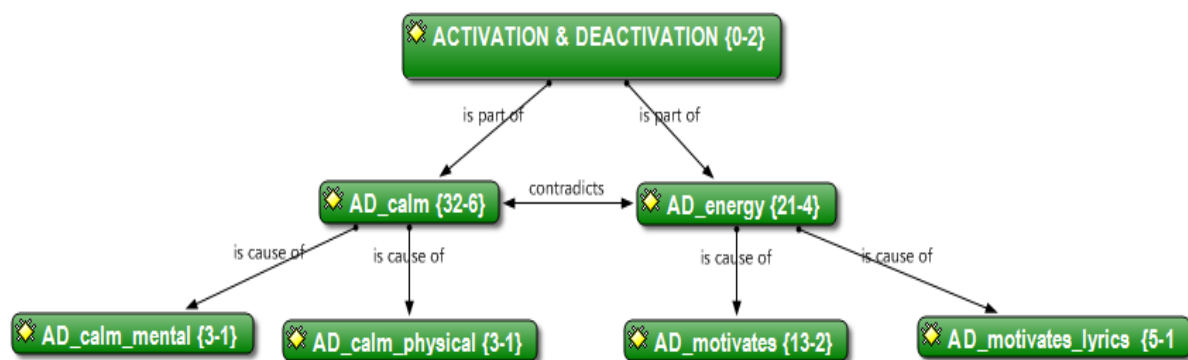 ACTIVATION & DEACTIVATION {0-2}
is part of
is part of
AD_calm {32-6}
contradicts
AD_energy {21-4}
is cause of
is cause of
is cause of
is cause of
AD_calm_mental {3-1}
AD_calm_physical {3-1}
AD_motivates {13-2}
AD_motivates_lyrics {5-1